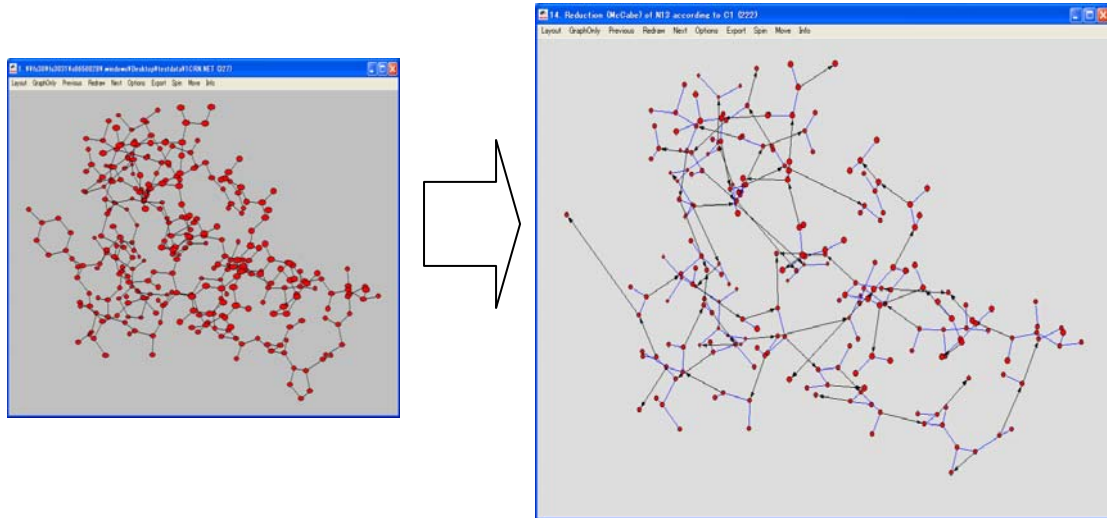 Layout GraphOnly Previous Redraw Next Options Export Spin Move Info
14. Reduction (McCabe) of N13 according to C1 (222)
Layout GraphOnly Previous Redraw Next Options Export Spin Move Info